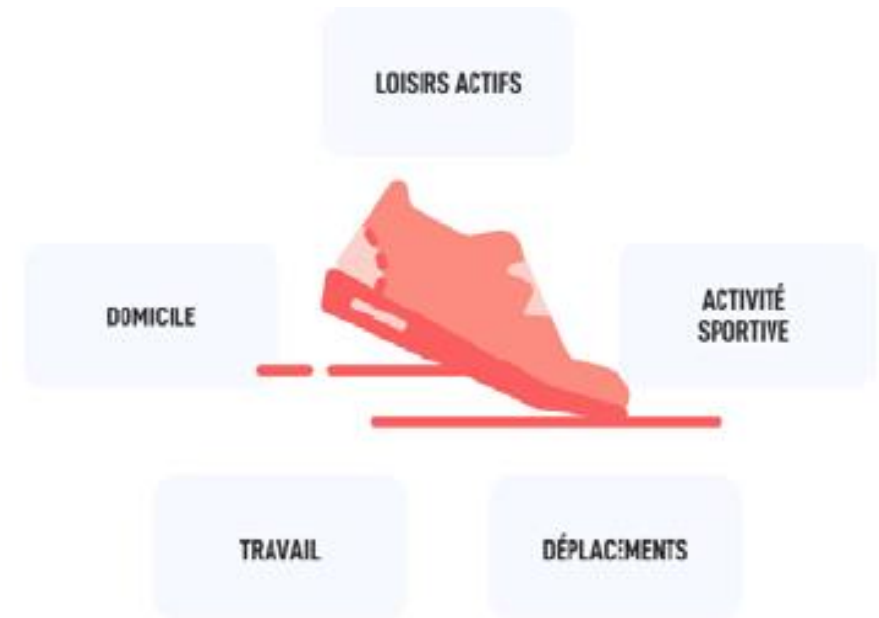 LOISIRS ACTIFS
DOMICILE
ACTIVITÉ
SPORTIVE
TRAVAIL
DÉPLACEMENTS